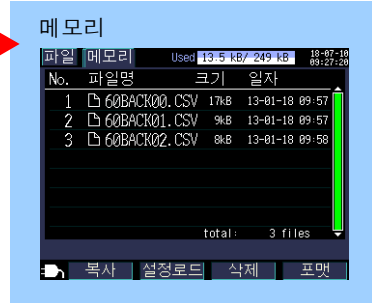 메모리
파일 메모리 Used 13.5 kB/ 249 kB 18-07-10 09:27:20
No. 파일명 크기 일자
1 60BACK00.CSV 17kB 13-01-18 09:57
2 60BACK01.CSV 9kB 13-01-18 09:57
3 60BACK02.CSV 8kB 13-01-18 09:58
total: 3 files
복사 설정로드 삭제 포맷